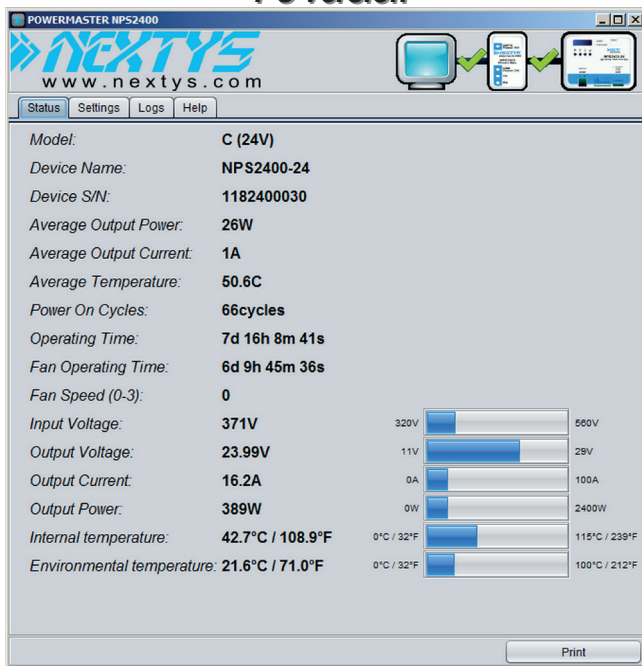 POWERMASTER NPS2400
NEXTYS
www.nextys.com
Status Settings Logs Help
Model: C (24V)
Device Name: NPS2400-24
Device S/N: 1182400030
Average Output Power: 26W
Average Output Current: 1A
Average Temperature: 50.6C
Power On Cycles: 66cycles
Operating Time: 7d 16h 8m 41s
Fan Operating Time: 6d 9h 45m 36s
Fan Speed (0-3): 0
Input Voltage: 371V 320V 560V
Output Voltage: 23.99V 11V 29V
Output Current: 16.2A 0A 100A
Output Power: 389W 0W 2400W
Internal temperature: 42.7°C / 108.9°F 0°C / 32°F 115°C / 239°F
Environmental temperature: 21.6°C / 71.0°F 0°C / 32°F 100°C / 212°F
Print